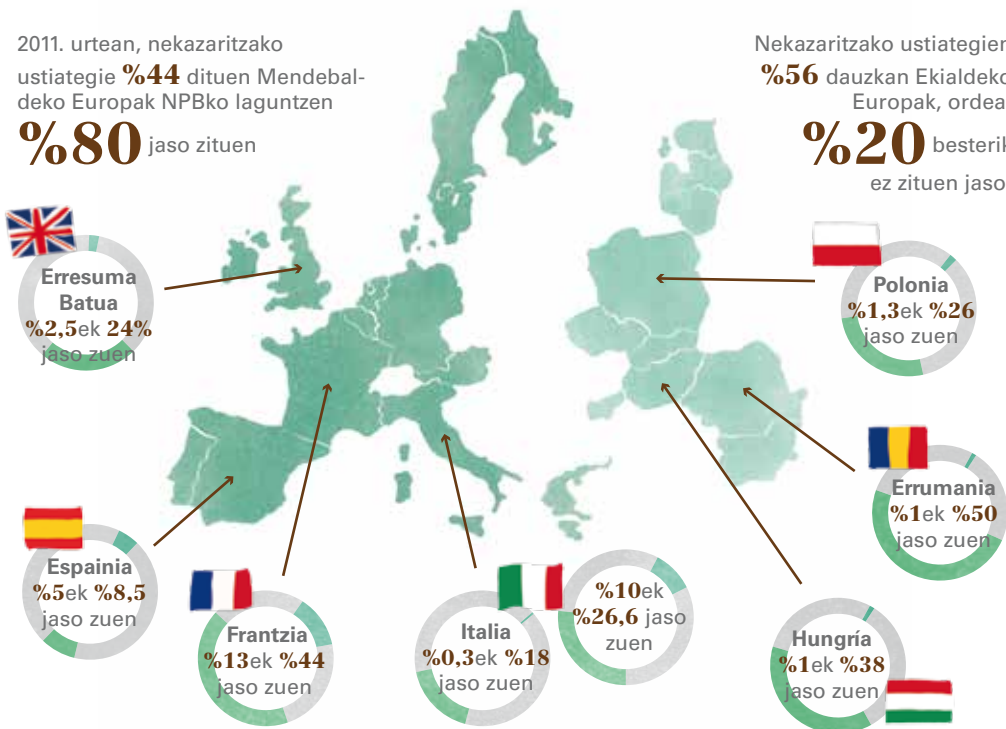 2011. urtean, nekazaritzako
ustiategie %44 dituen Mendebal-
deko Europak NPBko laguntzen
%80 jaso zituen
Nekazaritzako ustiategien
%56 dauzkan Ekialdeko
Europak, ordea,
%20 besterik
ez zituen jaso
Erresuma
Batua
%2,5ek 24%
jaso zuen
Polonia
%1,3ek %26
jaso zuen
Errumania
%1ek %50
jaso zuen
Espainia
%5ek %8,5
jaso zuen
Frantzia
%13ek %44
jaso zuen
Italia
%0,3ek %18
jaso zuen
%10ek
%26,6 jaso
zuen
Hungría
%1ek %38
jaso zuen